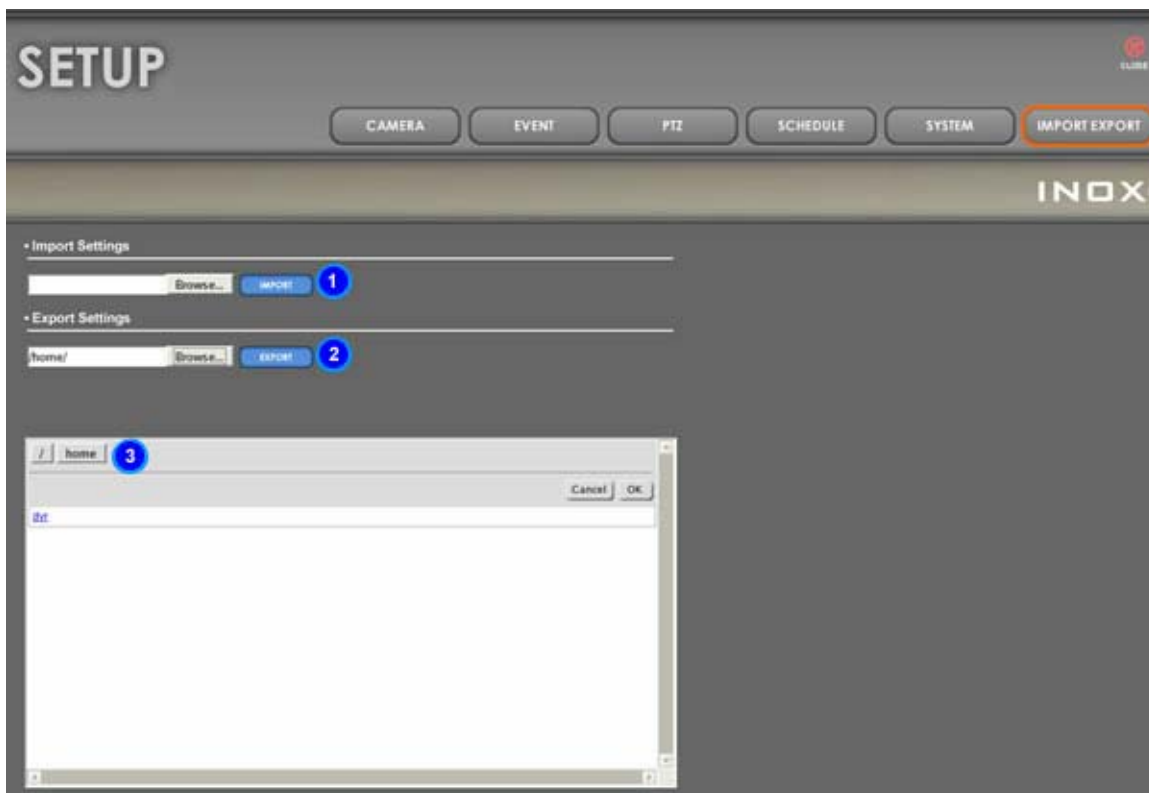 SETUP
CLOSE
CAMERA EVENT PTZ SCHEDULE SYSTEM IMPORT EXPORT
INOX
• Import Settings
Browse... IMPORT 1
• Export Settings
/home/ Browse... EXPORT 2
/ home 3
Cancel OK